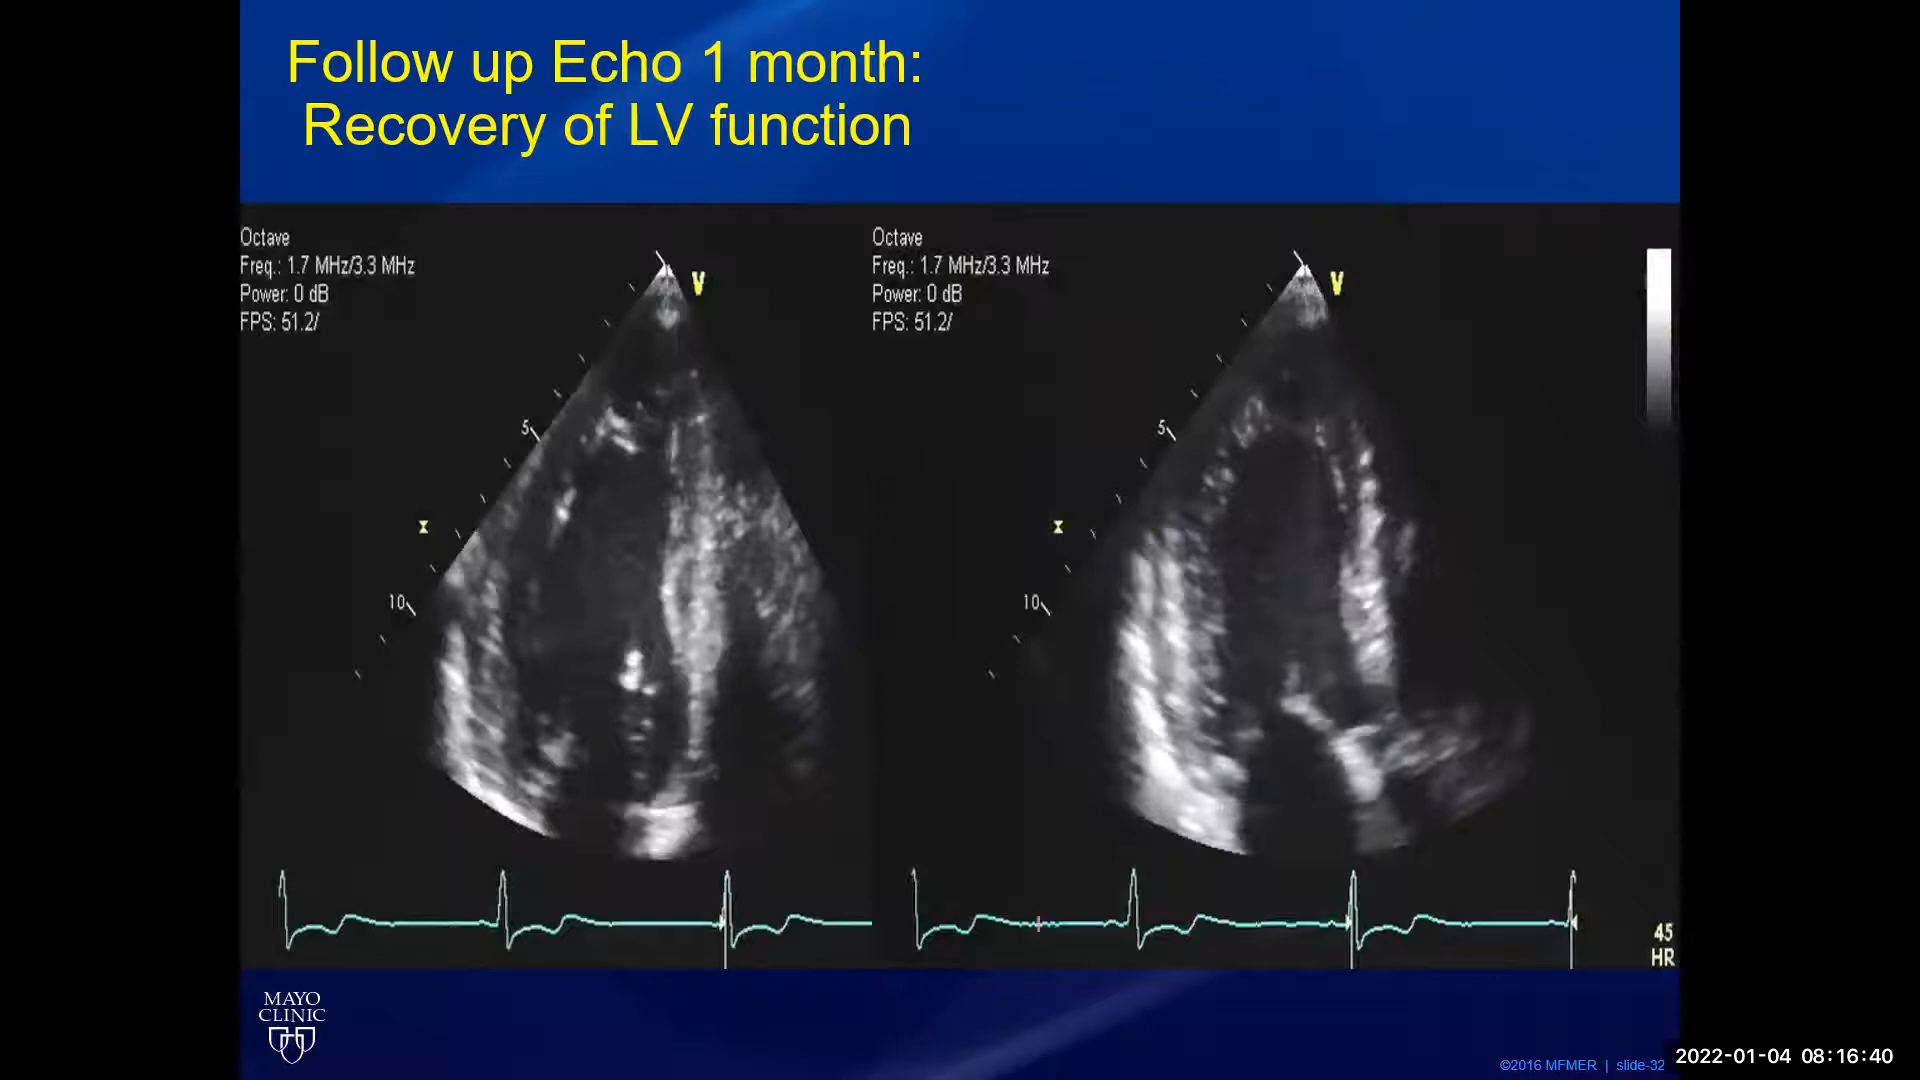 Follow up Echo 1 month:
Recovery of LV function
Octave
Freq.: 1.7 MHz/3.3 MHz
Power: 0 dB
FPS: 51.2/
V
5
10
Octave
Freq.: 1.7 MHz/3.3 MHz
Power: 0 dB
FPS: 51.2/
V
5
10
45
HR
MAYO
CLINIC
©2016 MFMER | slide-32
2022-01-04 08:16:40